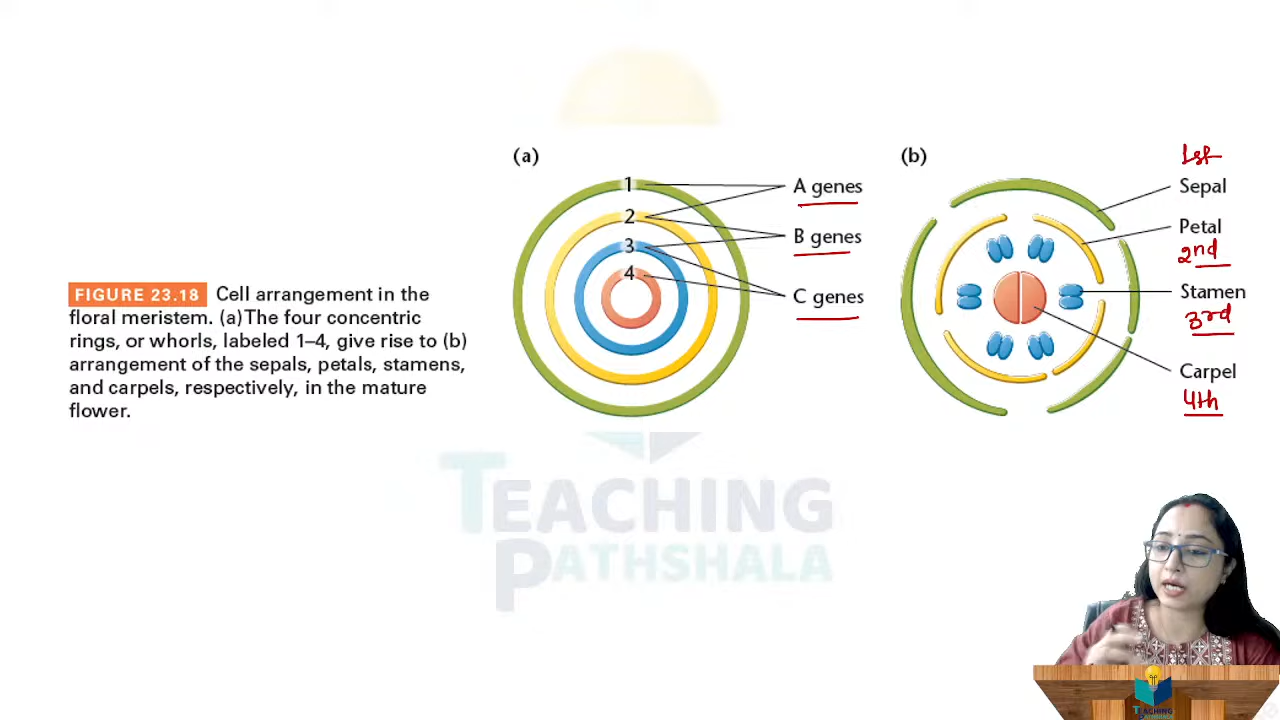 FIGURE 23.18 Cell arrangement in the
floral meristem. (a)The four concentric
rings, or whorls, labeled 1–4, give rise to (b)
arrangement of the sepals, petals, stamens,
and carpels, respectively, in the mature
flower.
(a)
1
2
3
4
A genes
B genes
C genes
(b)
1st
Sepal
Petal
2nd
Stamen
3rd
Carpel
4th
TEACHING
PATHSHALA
TEACHING
PATHSHALA